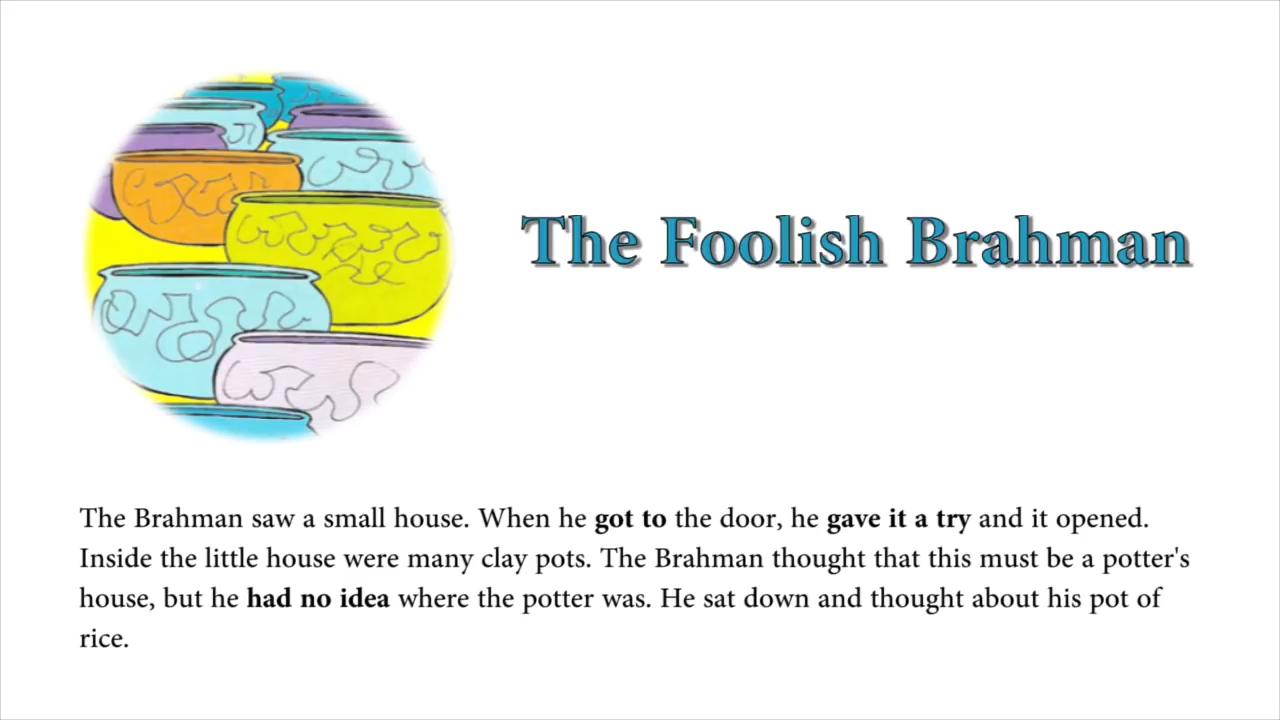 The Foolish Brahman
The Brahman saw a small house. When he got to the door, he gave it a try and it opened.
Inside the little house were many clay pots. The Brahman thought that this must be a potter's
house, but he had no idea where the potter was. He sat down and thought about his pot of
rice.